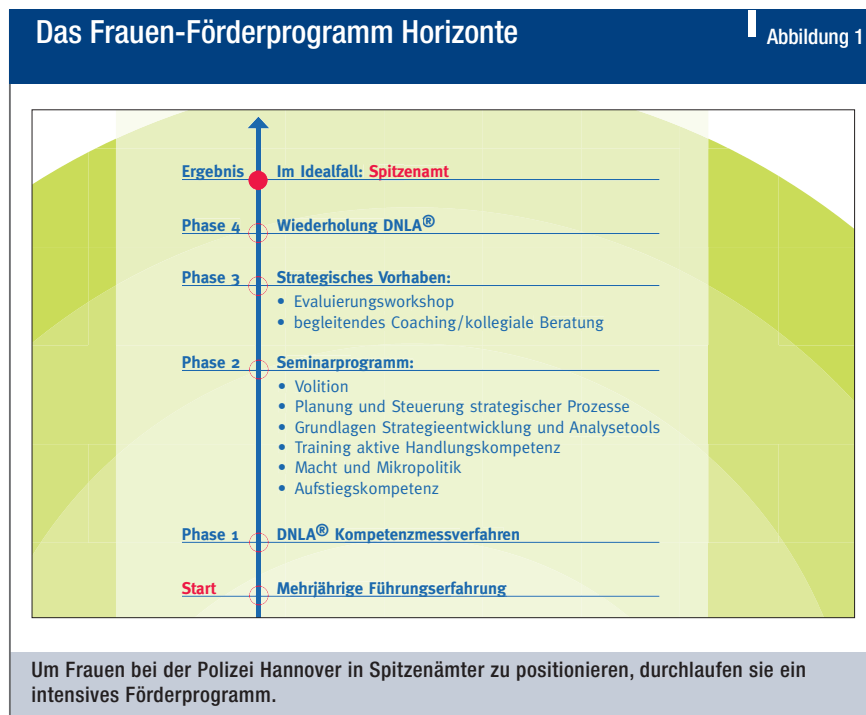 Das Frauen-Förderprogramm Horizonte
Abbildung 1
Ergebnis Im Idealfall: Spitzenamt
Phase 4 Wiederholung DNLA®
Phase 3 Strategisches Vorhaben:
• Evaluierungsworkshop
• begleitendes Coaching/kollegiale Beratung
Phase 2 Seminarprogramm:
• Volition
• Planung und Steuerung strategischer Prozesse
• Grundlagen Strategieentwicklung und Analysetools
• Training aktive Handlungskompetenz
• Macht und Mikropolitik
• Aufstiegskompetenz
Phase 1 DNLA® Kompetenzmessverfahren
Start Mehrjährige Führungserfahrung
Um Frauen bei der Polizei Hannover in Spitzenämter zu positionieren, durchlaufen sie ein
intensives Förderprogramm.